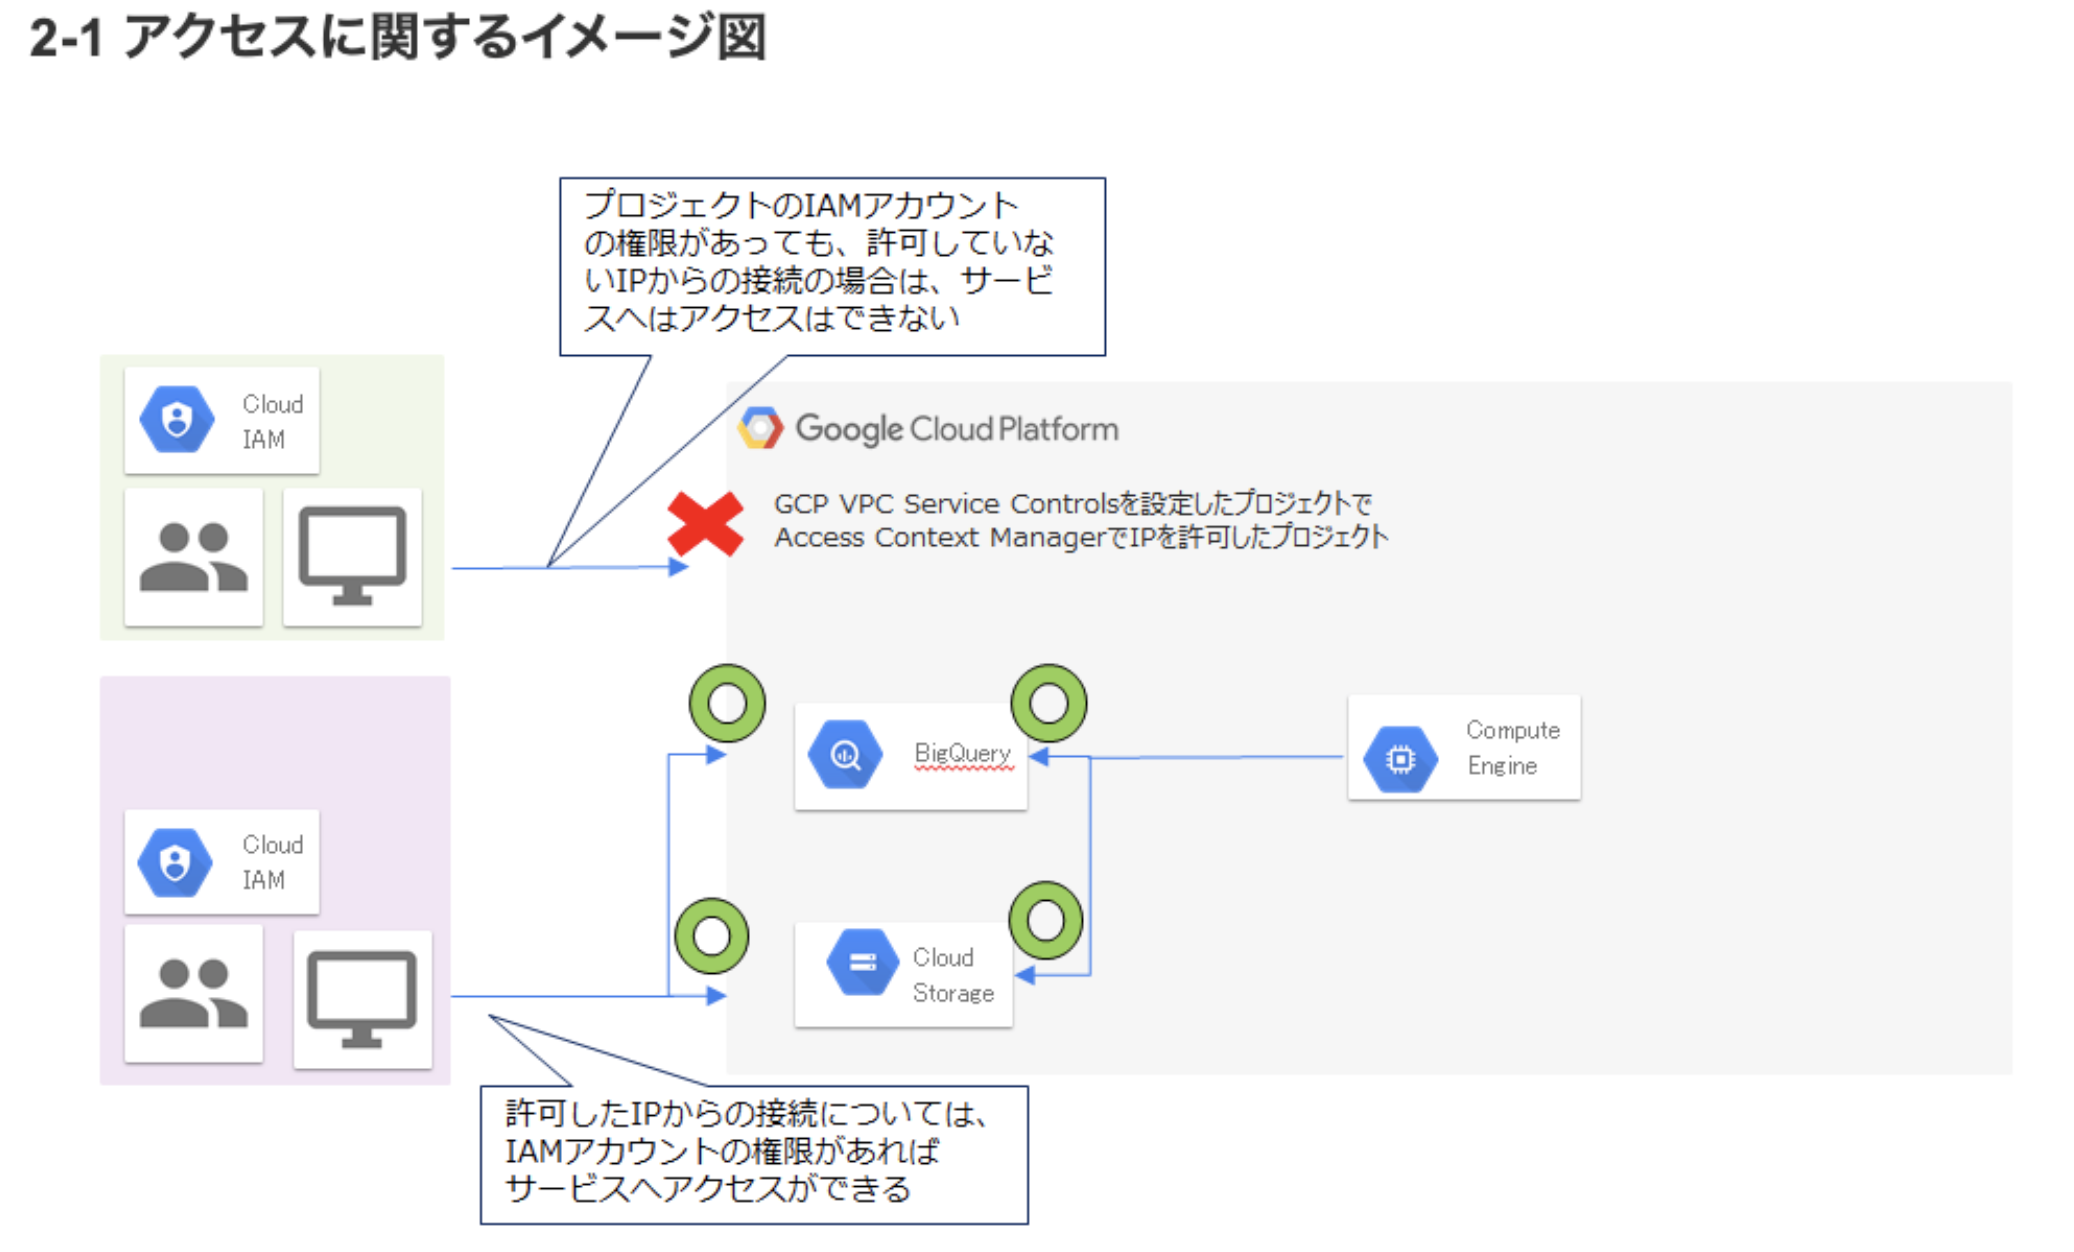 2-1 アクセスに関するイメージ図
プロジェクトのIAMアカウント
の権限があっても、許可していな
いIPからの接続の場合は、サービ
スへはアクセスはできない
Cloud
IAM
Google Cloud Platform
GCP VPC Service Controlsを設定したプロジェクトで
Access Context ManagerでIPを許可したプロジェクト
BigQuery
Compute
Engine
Cloud
IAM
Cloud
Storage
許可したIPからの接続については、
IAMアカウントの権限があれば
サービスへアクセスができる